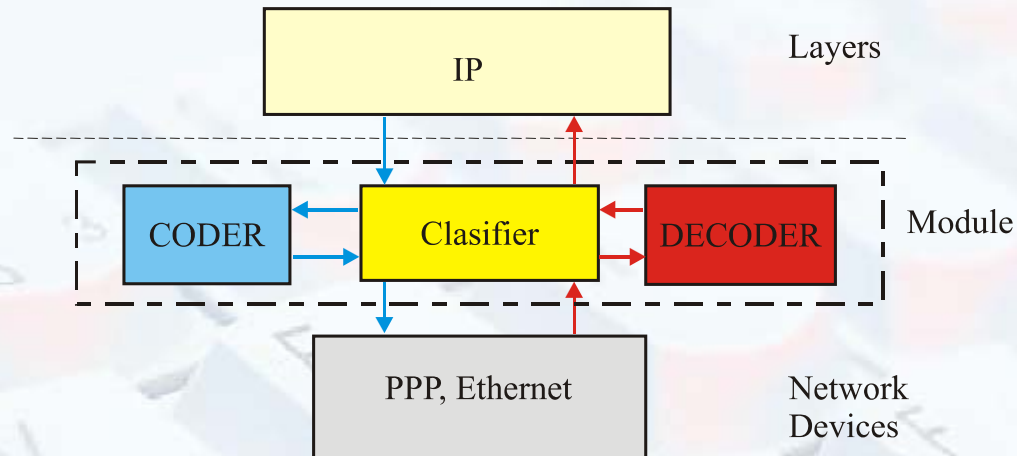 IP
Layers
CODER
Clasifier
DECODER
Module
PPP, Ethernet
Network
Devices